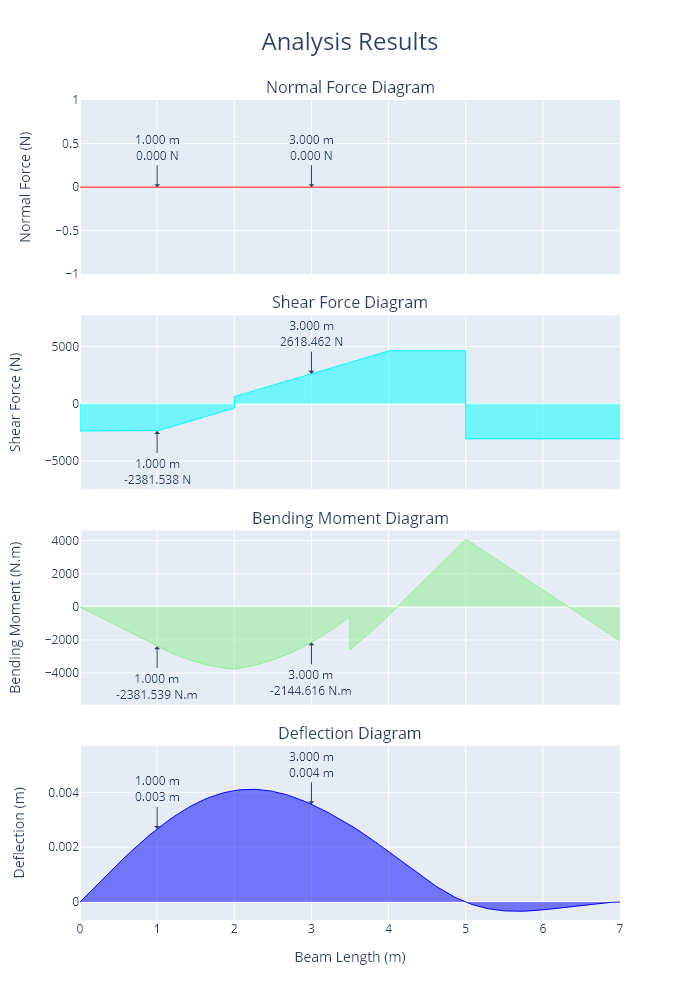 Analysis Results
Normal Force Diagram
1
0.5
0
−0.5
−1
Normal Force (N)
1.000 m
0.000 N
3.000 m
0.000 N
Shear Force Diagram
5000
0
−5000
Shear Force (N)
3.000 m
2618.462 N
1.000 m
-2381.538 N
Bending Moment Diagram
4000
2000
0
−2000
−4000
Bending Moment (N.m)
1.000 m
-2381.539 N.m
3.000 m
-2144.616 N.m
Deflection Diagram
0.004
0.002
0
Deflection (m)
1.000 m
0.003 m
3.000 m
0.004 m
0 1 2 3 4 5 6 7
Beam Length (m)